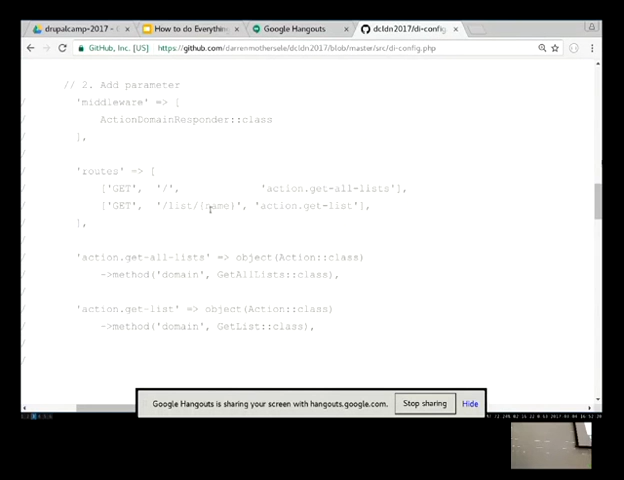 drupalcamp-2017 - G
How to do Everythin
Google Hangouts
dcldn2017/di-config
GitHub, Inc. [US]
https://github.com/darrenmothersele/dcldn2017/blob/master/src/di-config.php
// 2. Add parameter
'middleware' => [
ActionDomainResponder::class
],
'routes' => [
['GET', '/', 'action.get-all-lists'],
['GET', '/list/{name}', 'action.get-list'],
],
'action.get-all-lists' => object(Action::class)
->method('domain', GetAllLists::class),
'action.get-list' => object(Action::class)
->method('domain', GetList::class),
Google Hangouts is sharing your screen with hangouts.google.com.
Stop sharing
Hide